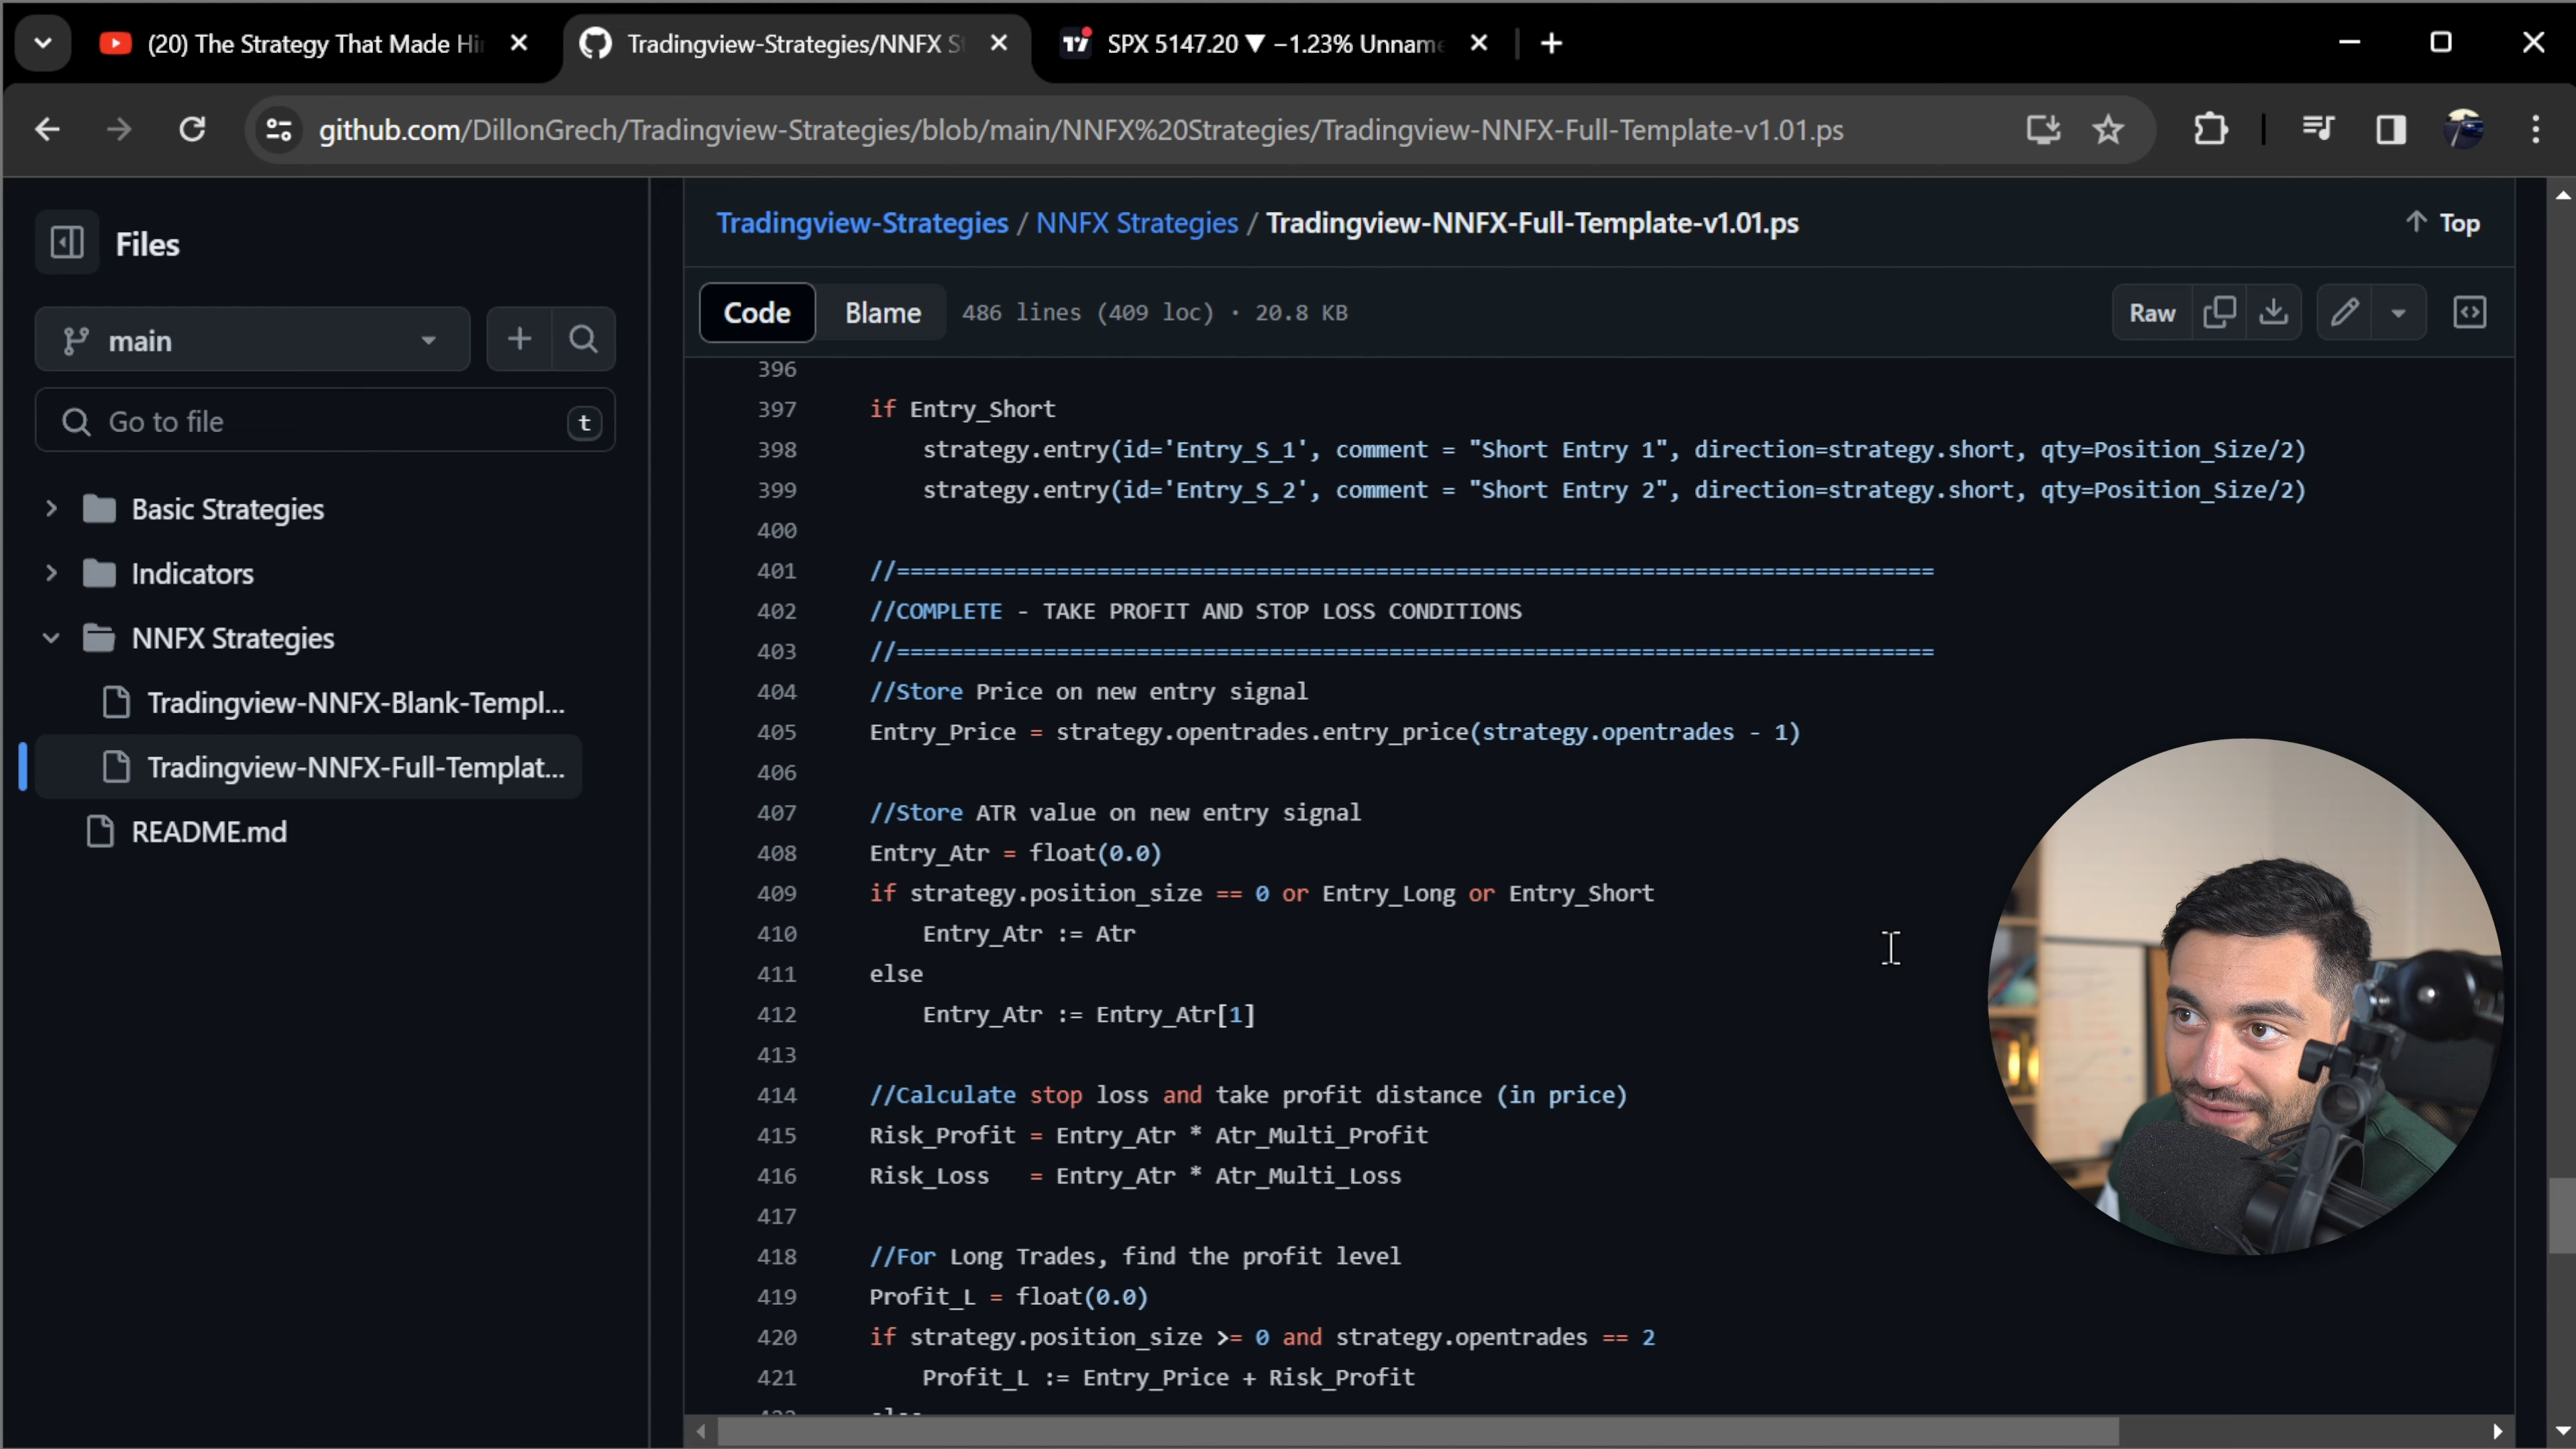 (20) The Strategy That Made Hi
Tradingview-Strategies/NNFX S
SPX 5147.20 ▼ −1.23% Unname
github.com/DillonGrech/Tradingview-Strategies/blob/main/NNFX%20Strategies/Tradingview-NNFX-Full-Template-v1.01.ps
Files
main
Go to file
t
Basic Strategies
Indicators
NNFX Strategies
Tradingview-NNFX-Blank-Templ...
Tradingview-NNFX-Full-Templat...
README.md
Tradingview-Strategies / NNFX Strategies / Tradingview-NNFX-Full-Template-v1.01.ps
Top
Code Blame 486 lines (409 loc) · 20.8 KB
Raw
396
397 if Entry_Short
398 strategy.entry(id='Entry_S_1', comment = "Short Entry 1", direction=strategy.short, qty=Position_Size/2)
399 strategy.entry(id='Entry_S_2', comment = "Short Entry 2", direction=strategy.short, qty=Position_Size/2)
400
401 //==============================================================================
402 //COMPLETE - TAKE PROFIT AND STOP LOSS CONDITIONS
403 //==============================================================================
404 //Store Price on new entry signal
405 Entry_Price = strategy.opentrades.entry_price(strategy.opentrades - 1)
406
407 //Store ATR value on new entry signal
408 Entry_Atr = float(0.0)
409 if strategy.position_size == 0 or Entry_Long or Entry_Short
410 Entry_Atr := Atr
411 else
412 Entry_Atr := Entry_Atr[1]
413
414 //Calculate stop loss and take profit distance (in price)
415 Risk_Profit = Entry_Atr * Atr_Multi_Profit
416 Risk_Loss = Entry_Atr * Atr_Multi_Loss
417
418 //For Long Trades, find the profit level
419 Profit_L = float(0.0)
420 if strategy.position_size >= 0 and strategy.opentrades == 2
421 Profit_L := Entry_Price + Risk_Profit